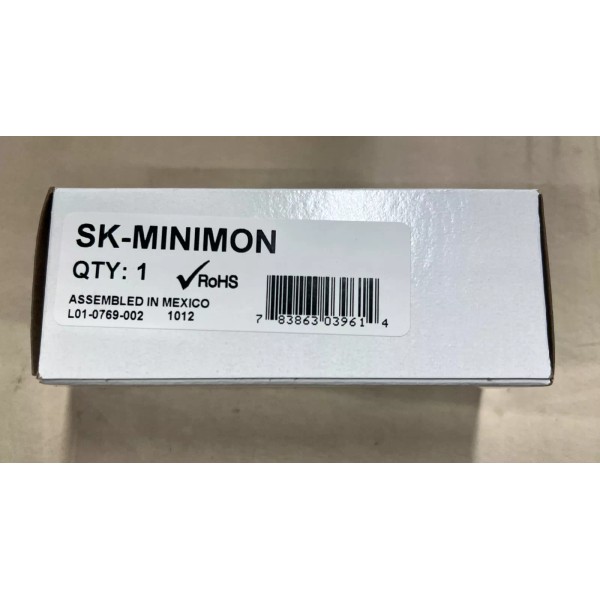 SK-MINIMON
QTY: 1 RoHS
ASSEMBLED IN MEXICO
L01-0769-002 1012
7 83863 03961 4